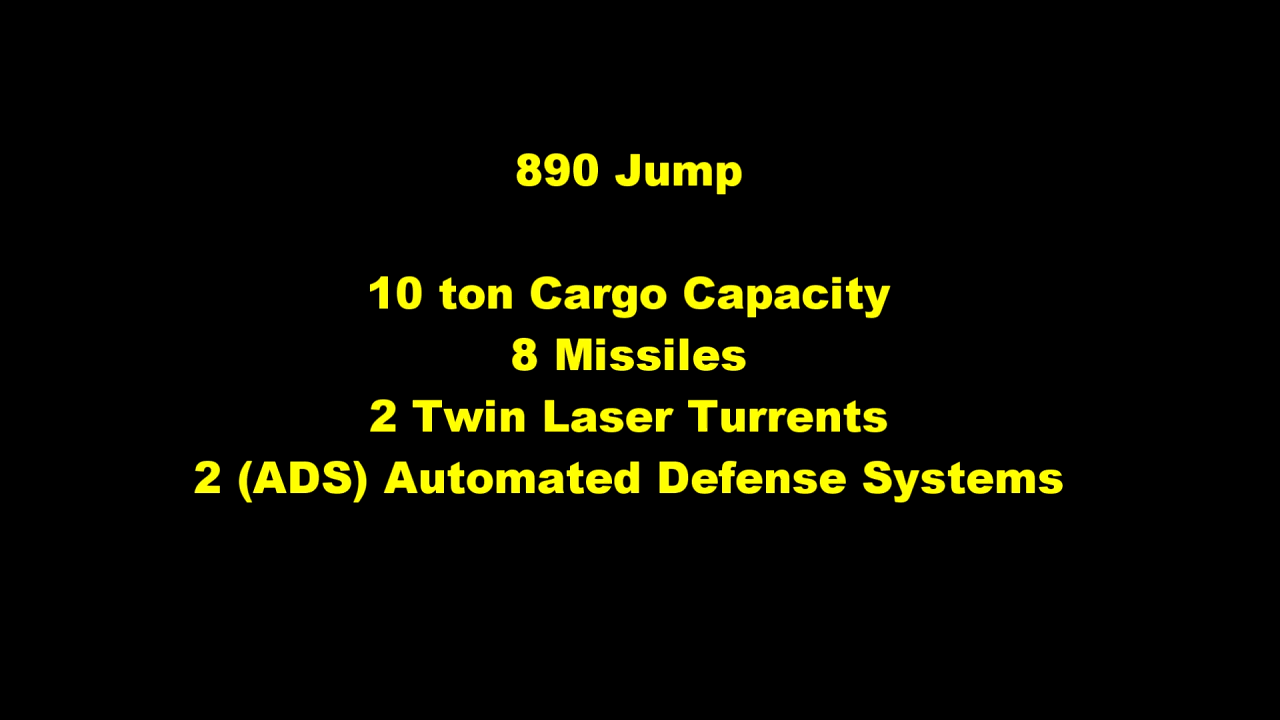 890 Jump
10 ton Cargo Capacity
8 Missiles
2 Twin Laser Turrents
2 (ADS) Automated Defense Systems